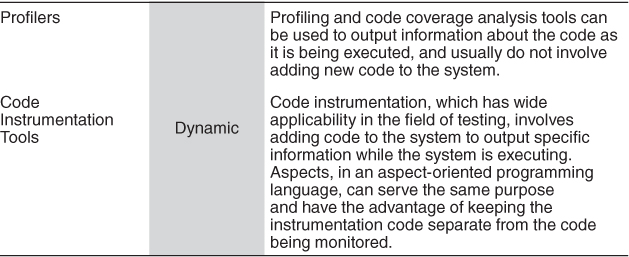 Profilers
Profiling and code coverage analysis tools can
be used to output information about the code as
it is being executed, and usually do not involve
adding new code to the system.
Code
Instrumentation
Tools
Dynamic
Code instrumentation, which has wide
applicability in the field of testing, involves
adding code to the system to output specific
information while the system is executing.
Aspects, in an aspect-oriented programming
language, can serve the same purpose
and have the advantage of keeping the
instrumentation code separate from the code
being monitored.